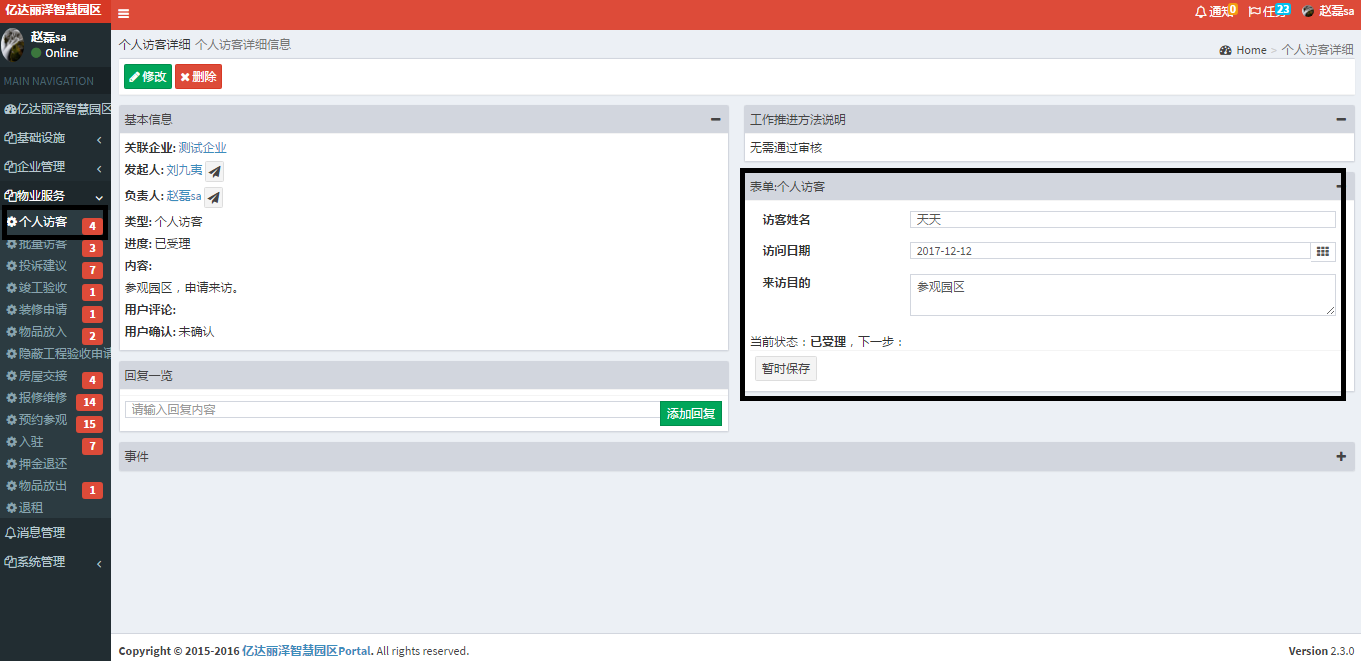 亿达丽泽智慧园区
通知 0 任务 23 赵磊sa
赵磊sa
Online
MAIN NAVIGATION
亿达丽泽智慧园区
基础设施
企业管理
物业服务
个人访客 4
批量访客 3
投诉建议 7
竣工验收 1
装修申请 1
物品放入 2
隐蔽工程验收申请
房屋交接 4
报修维修 14
预约参观 15
入驻 7
押金退还
物品放出 1
退租
消息管理
系统管理
个人访客详细 个人访客详细信息
Home > 个人访客详细
修改 删除
基本信息
关联企业: 测试企业
发起人: 刘九夷
负责人: 赵磊sa
类型: 个人访客
进度: 已受理
内容:
参观园区，申请来访。
用户评论:
用户确认: 未确认
回复一览
请输入回复内容 添加回复
工作推进方法说明
无需通过审核
表单:个人访客
访客姓名 天天
访问日期 2017-12-12
来访目的 参观园区
当前状态：已受理，下一步：
暂时保存
事件
Copyright © 2015-2016 亿达丽泽智慧园区Portal. All rights reserved.
Version 2.3.0